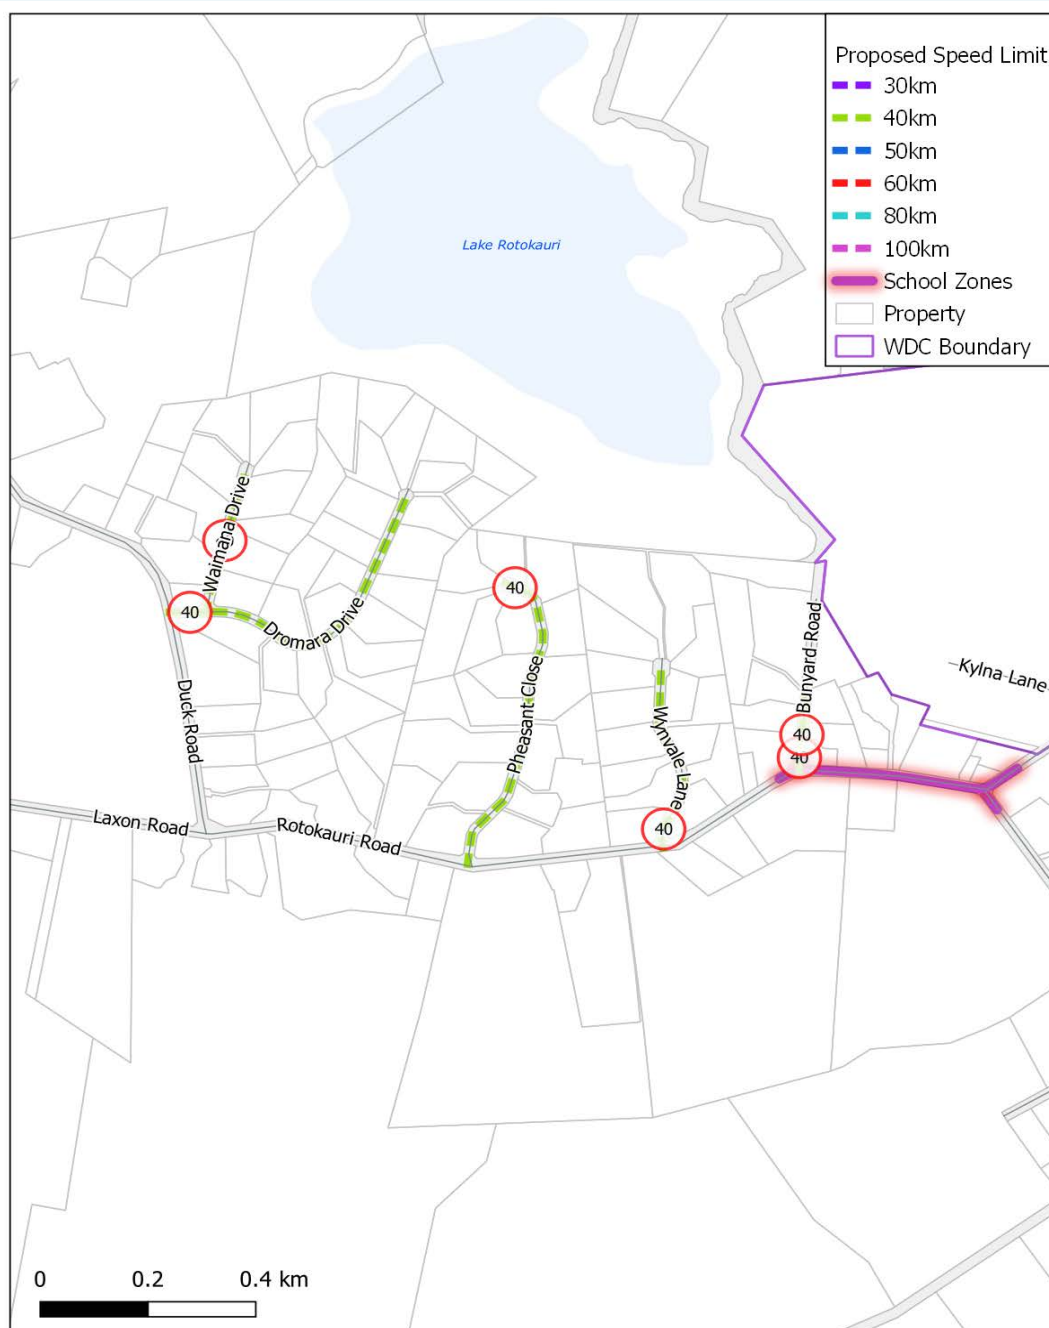 Proposed Speed Limit
30km
40km
50km
60km
80km
100km
School Zones
Property
WDC Boundary
Lake Rotokauri
Waimana Drive
40
Dromara Drive
40
Pheasant Close
Bunyard Road
Kylna Lane
Duck Road
Wynvale Lane
40
40
40
Laxon Road
Rotokauri Road
0 0.2 0.4 km